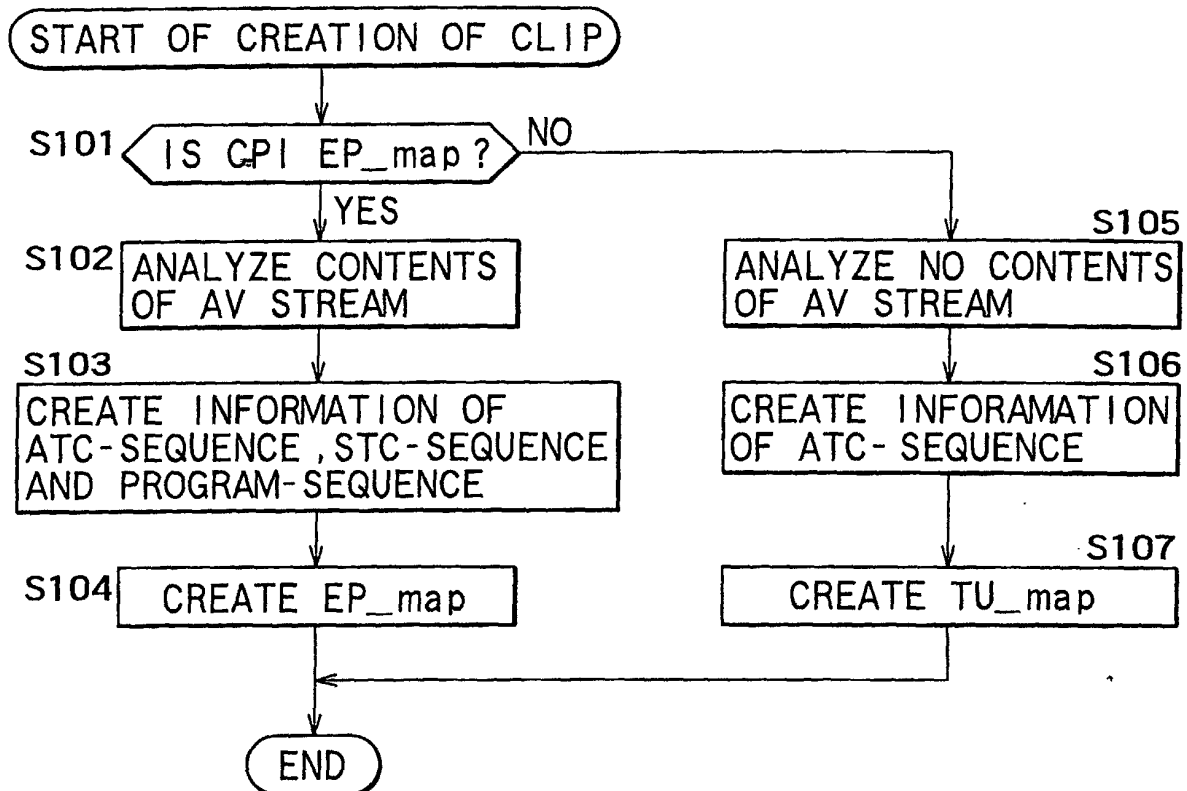 START OF CREATION OF CLIP
S101
IS CPI EP_map?
NO
YES
S102
ANALYZE CONTENTS
OF AV STREAM
S103
CREATE INFORMATION OF
ATC-SEQUENCE, STC-SEQUENCE
AND PROGRAM-SEQUENCE
S104
CREATE EP_map
S105
ANALYZE NO CONTENTS
OF AV STREAM
S106
CREATE INFORAMATION
OF ATC-SEQUENCE
S107
CREATE TU_map
END